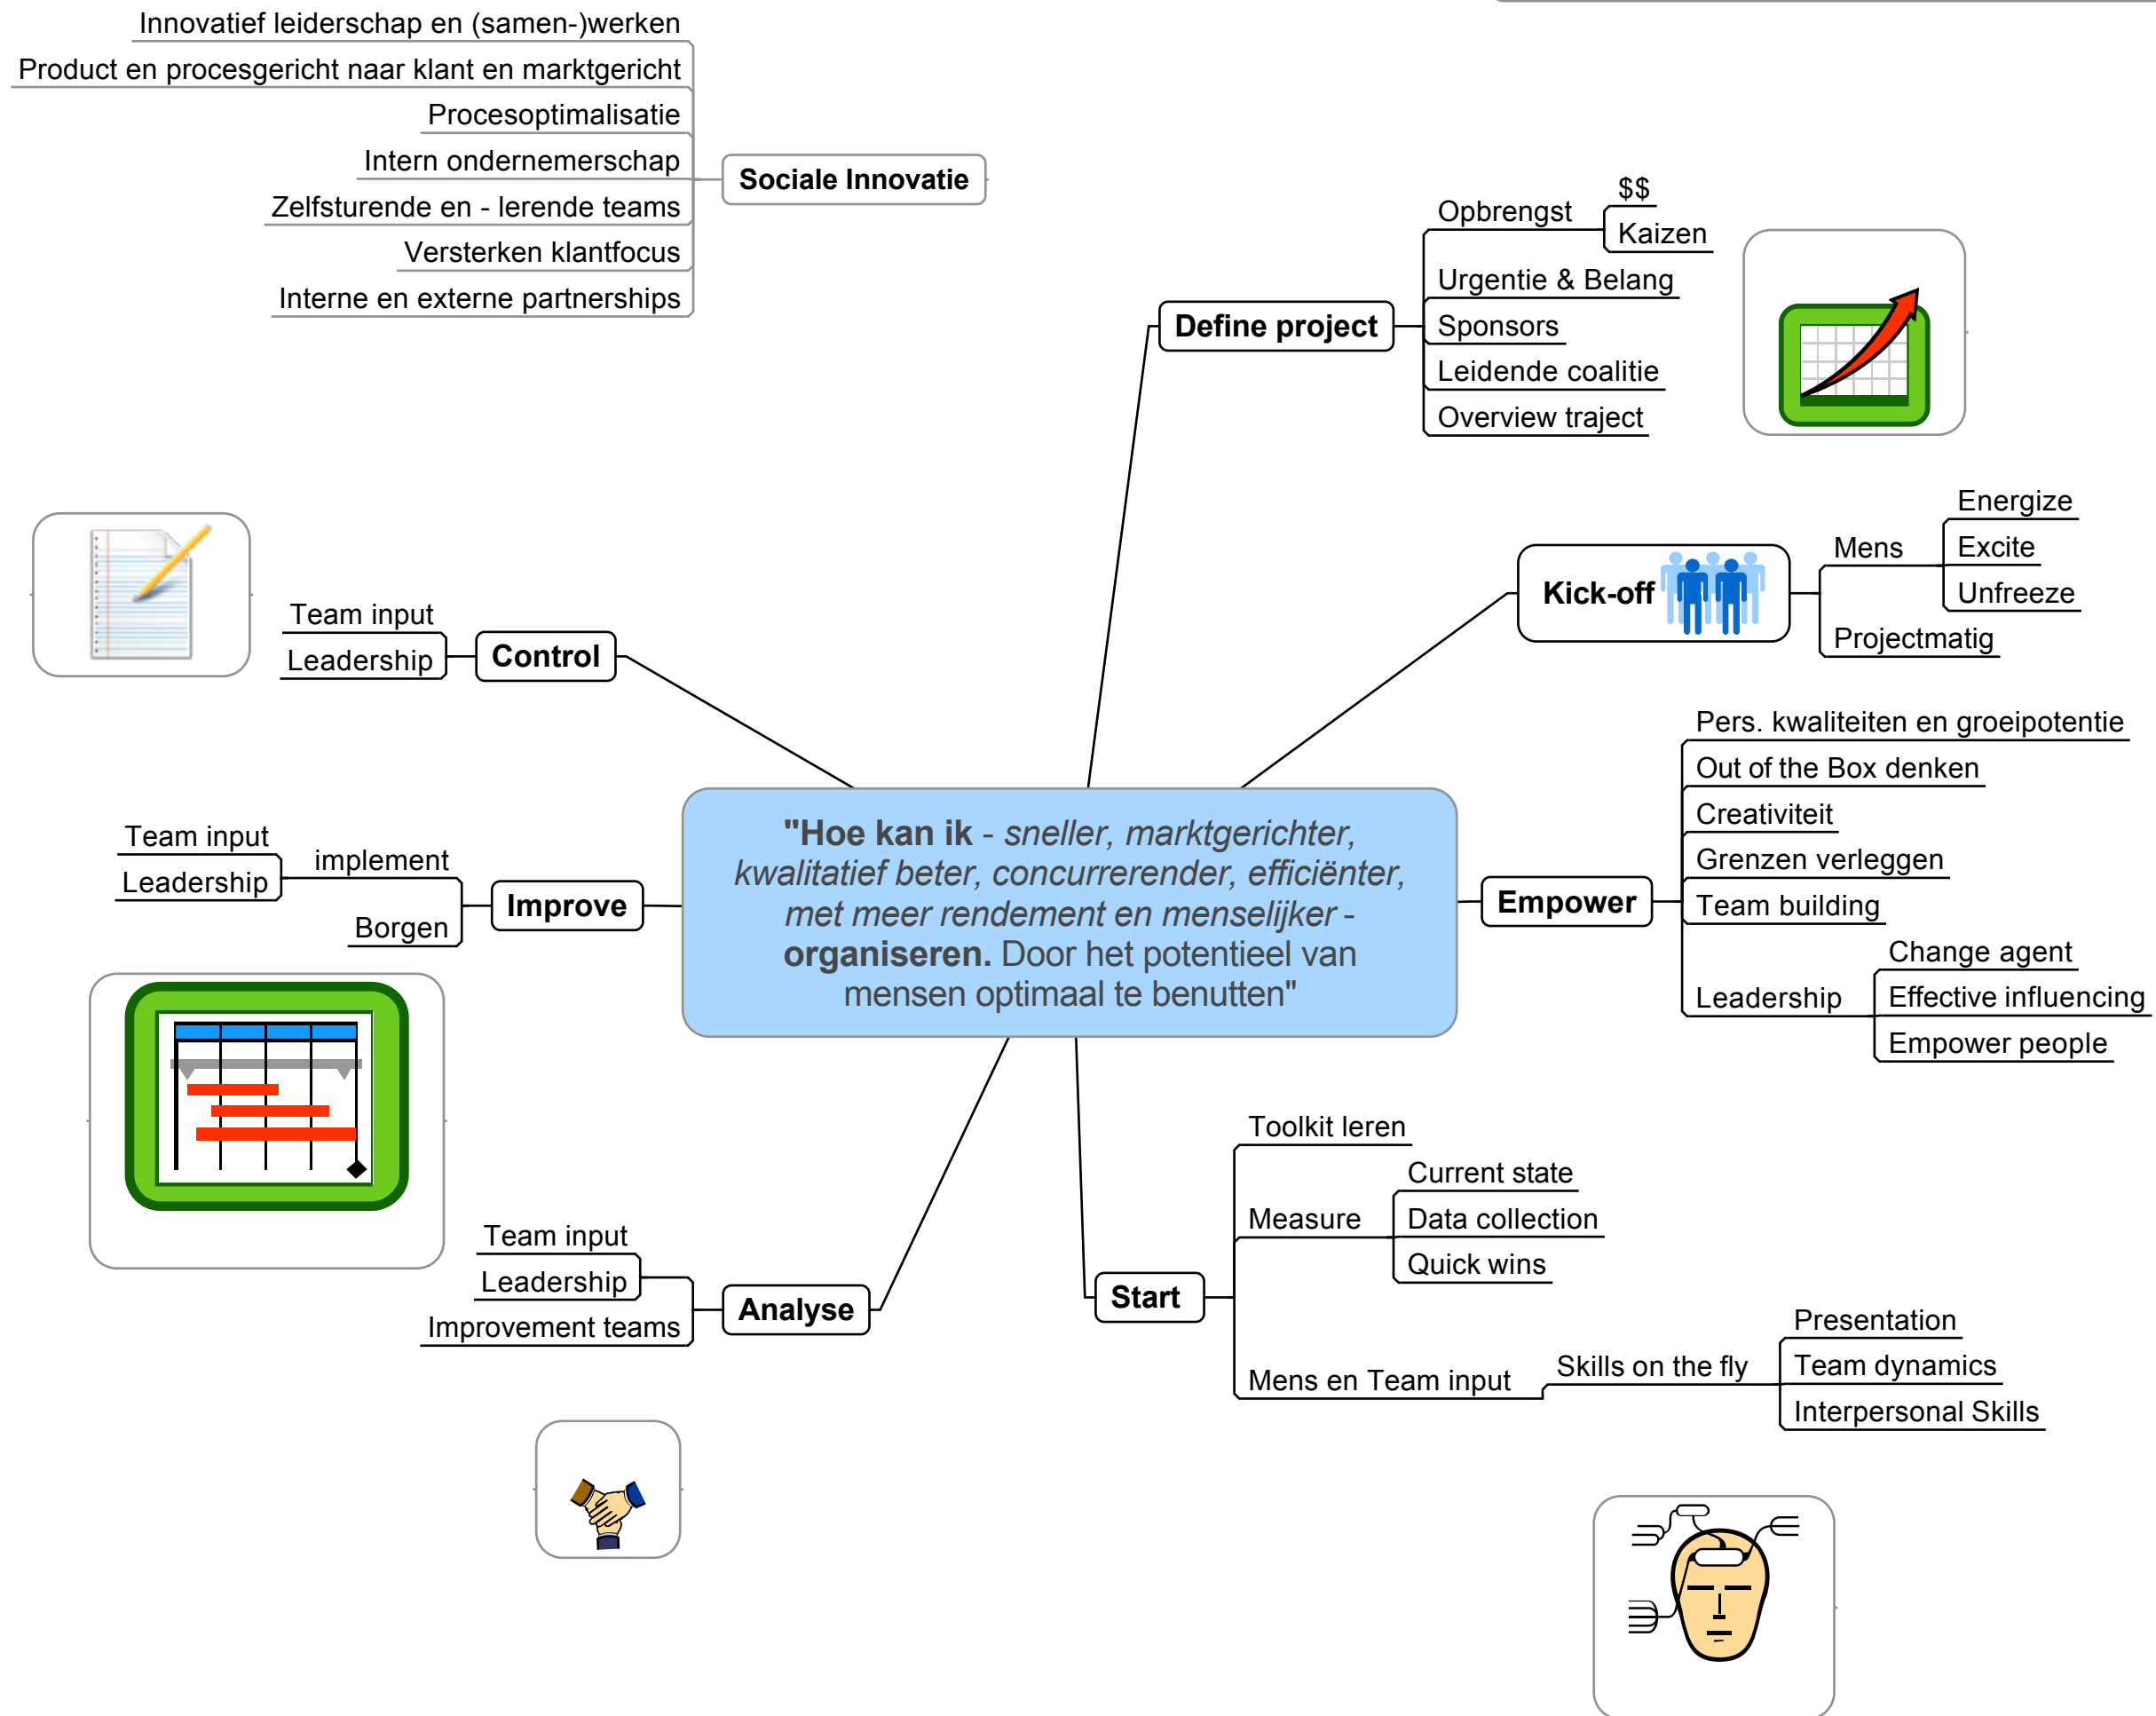 Innovatief leiderschap en (samen-)werken
Product en procesgericht naar klant en marktgericht
Procesoptimalisatie
Intern ondernemerschap
Zelfsturende en - lerende teams
Versterken klantfocus
Interne en externe partnerships
Sociale Innovatie
Define project
Opbrengst
$$
Kaizen
Urgentie & Belang
Sponsors
Leidende coalitie
Overview traject
Kick-off
Mens
Energize
Excite
Unfreeze
Projectmatig
Empower
Pers. kwaliteiten en groeipotentie
Out of the Box denken
Creativiteit
Grenzen verleggen
Team building
Leadership
Change agent
Effective influencing
Empower people
Start
Toolkit leren
Measure
Current state
Data collection
Quick wins
Mens en Team input
Skills on the fly
Presentation
Team dynamics
Interpersonal Skills
Analyse
Team input
Leadership
Improvement teams
Improve
implement
Team input
Leadership
Borgen
Control
Team input
Leadership
"Hoe kan ik - sneller, marktgerichter,
kwalitatief beter, concurrerender, efficiënter,
met meer rendement en menselijker -
organiseren. Door het potentieel van
mensen optimaal te benutten"